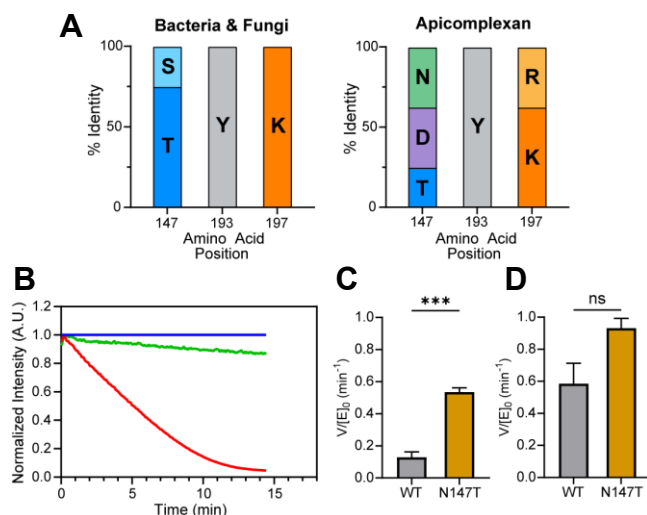 A
Bacteria & Fungi
% Identity
100
50
0
S
T
Y
K
147
193
197
Amino Acid
Position
Apicomplexan
% Identity
100
50
0
N
D
T
Y
R
K
147
193
197
Amino Acid
Position
B
Normalized Intensity (A.U.)
1.2
1.0
0.8
0.6
0.4
0.2
0.0
0
5
10
15
Time (min)
C
***
V/[E]₀ (min⁻¹)
1.0
0.8
0.6
0.4
0.2
0.0
WT
N147T
D
ns
V/[E]₀ (min⁻¹)
1.0
0.8
0.6
0.4
0.2
0.0
WT
N147T